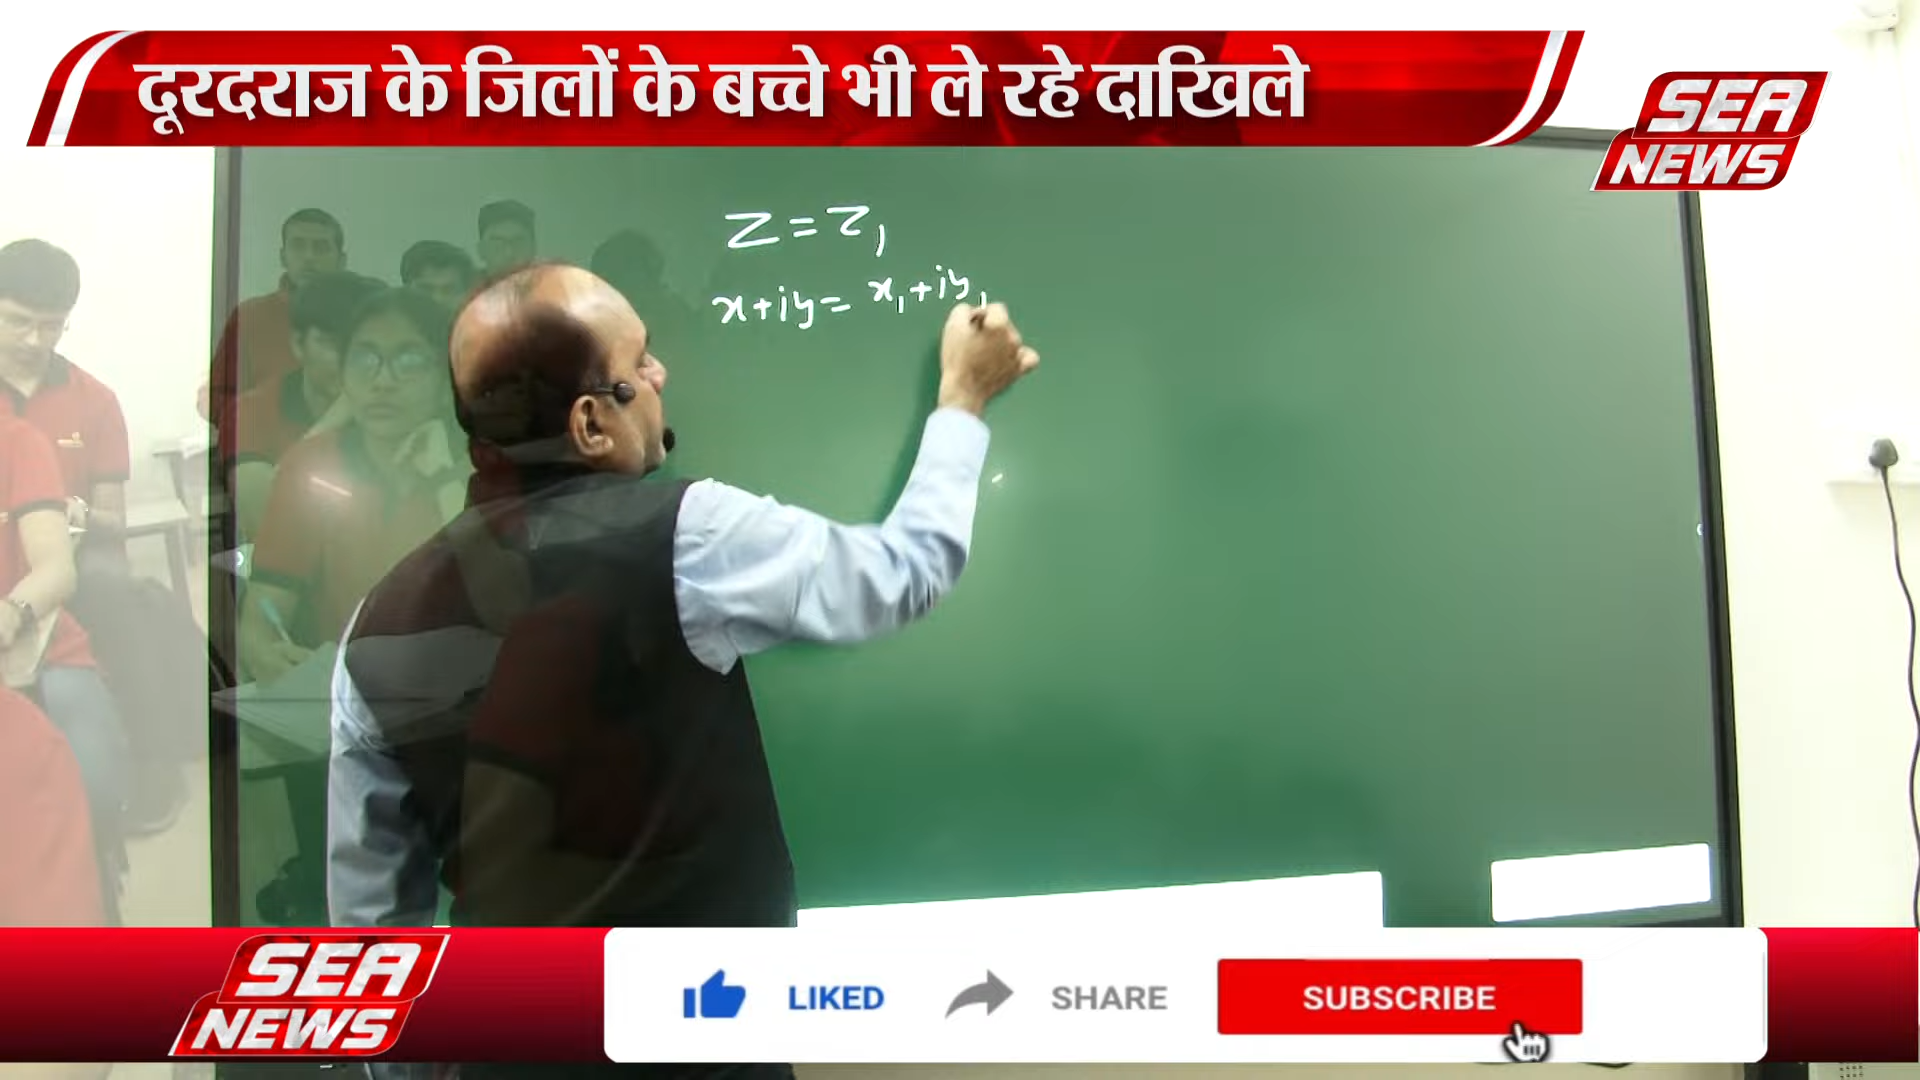 दूरदराज के जिलों के बच्चे भी ले रहे दाखिले
SEA
NEWS
z = z₁
x+iy = x₁+iy₁
SEA
NEWS
LIKED
SHARE
SUBSCRIBE